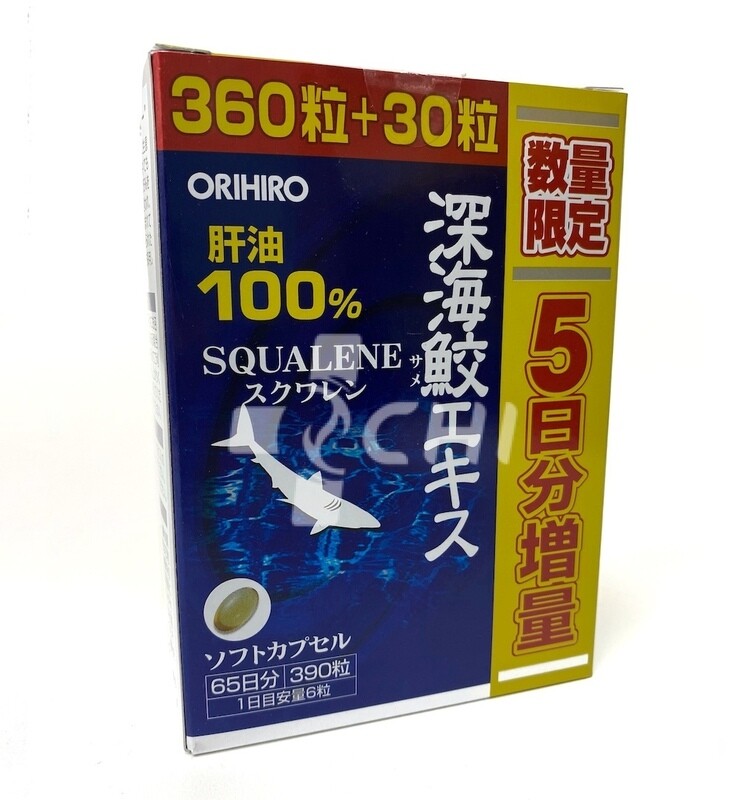 360粒+30粒
ORIHIRO
肝油
100%
SQUALENE
スクワレン
深海鮫エキス
サメ
数量
限定
5日分増量
CHI
ソフトカプセル
65日分 390粒
1日目安量6粒